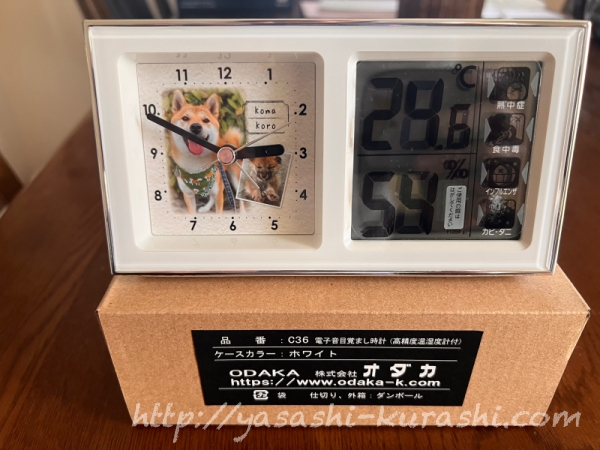 11 12 1
10 2
koma
koro
9 3
8 4
7 6 5
28.6 °C
59 %
熱中症
食中毒
インフルエンザ
カビ・ダニ
品 番 : C36 電子音目覚まし時計 (高精度温湿度計付)
ケースカラー : ホワイト
ODAKA 株式会社 オダカ
https://www.odaka-k.com
袋 仕切り、外箱 : ダンボール
http://yasashi-kurashi.com